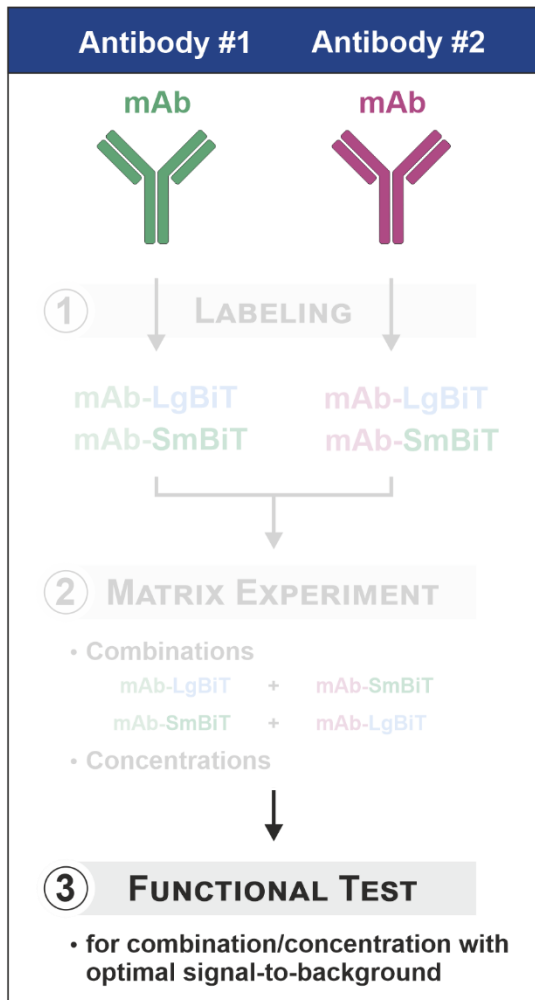 Antibody #1 Antibody #2
mAb mAb
1 LABELING
mAb-LgBiT mAb-LgBiT
mAb-SmBiT mAb-SmBiT
2 MATRIX EXPERIMENT
• Combinations
mAb-LgBiT + mAb-SmBiT
mAb-SmBiT + mAb-LgBiT
• Concentrations
3 FUNCTIONAL TEST
• for combination/concentration with
optimal signal-to-background